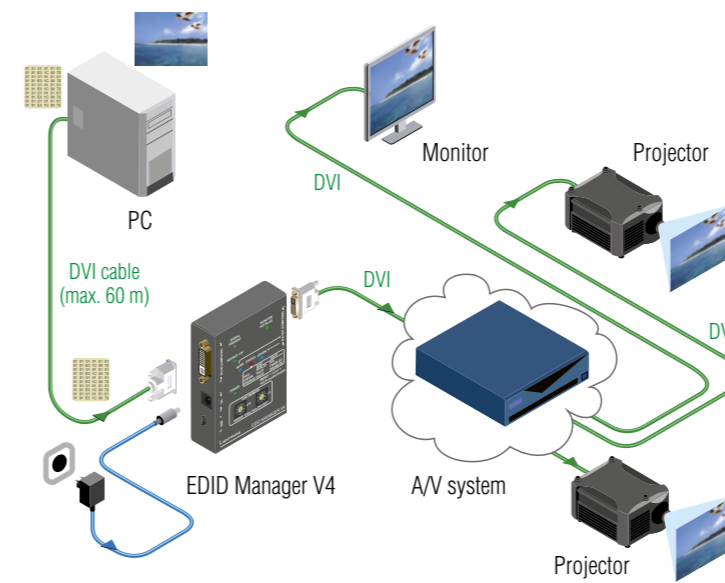 PC
Monitor
Projector
DVI
DVI cable
(max. 60 m)
DVI
EDID Manager V4
A/V system
Projector